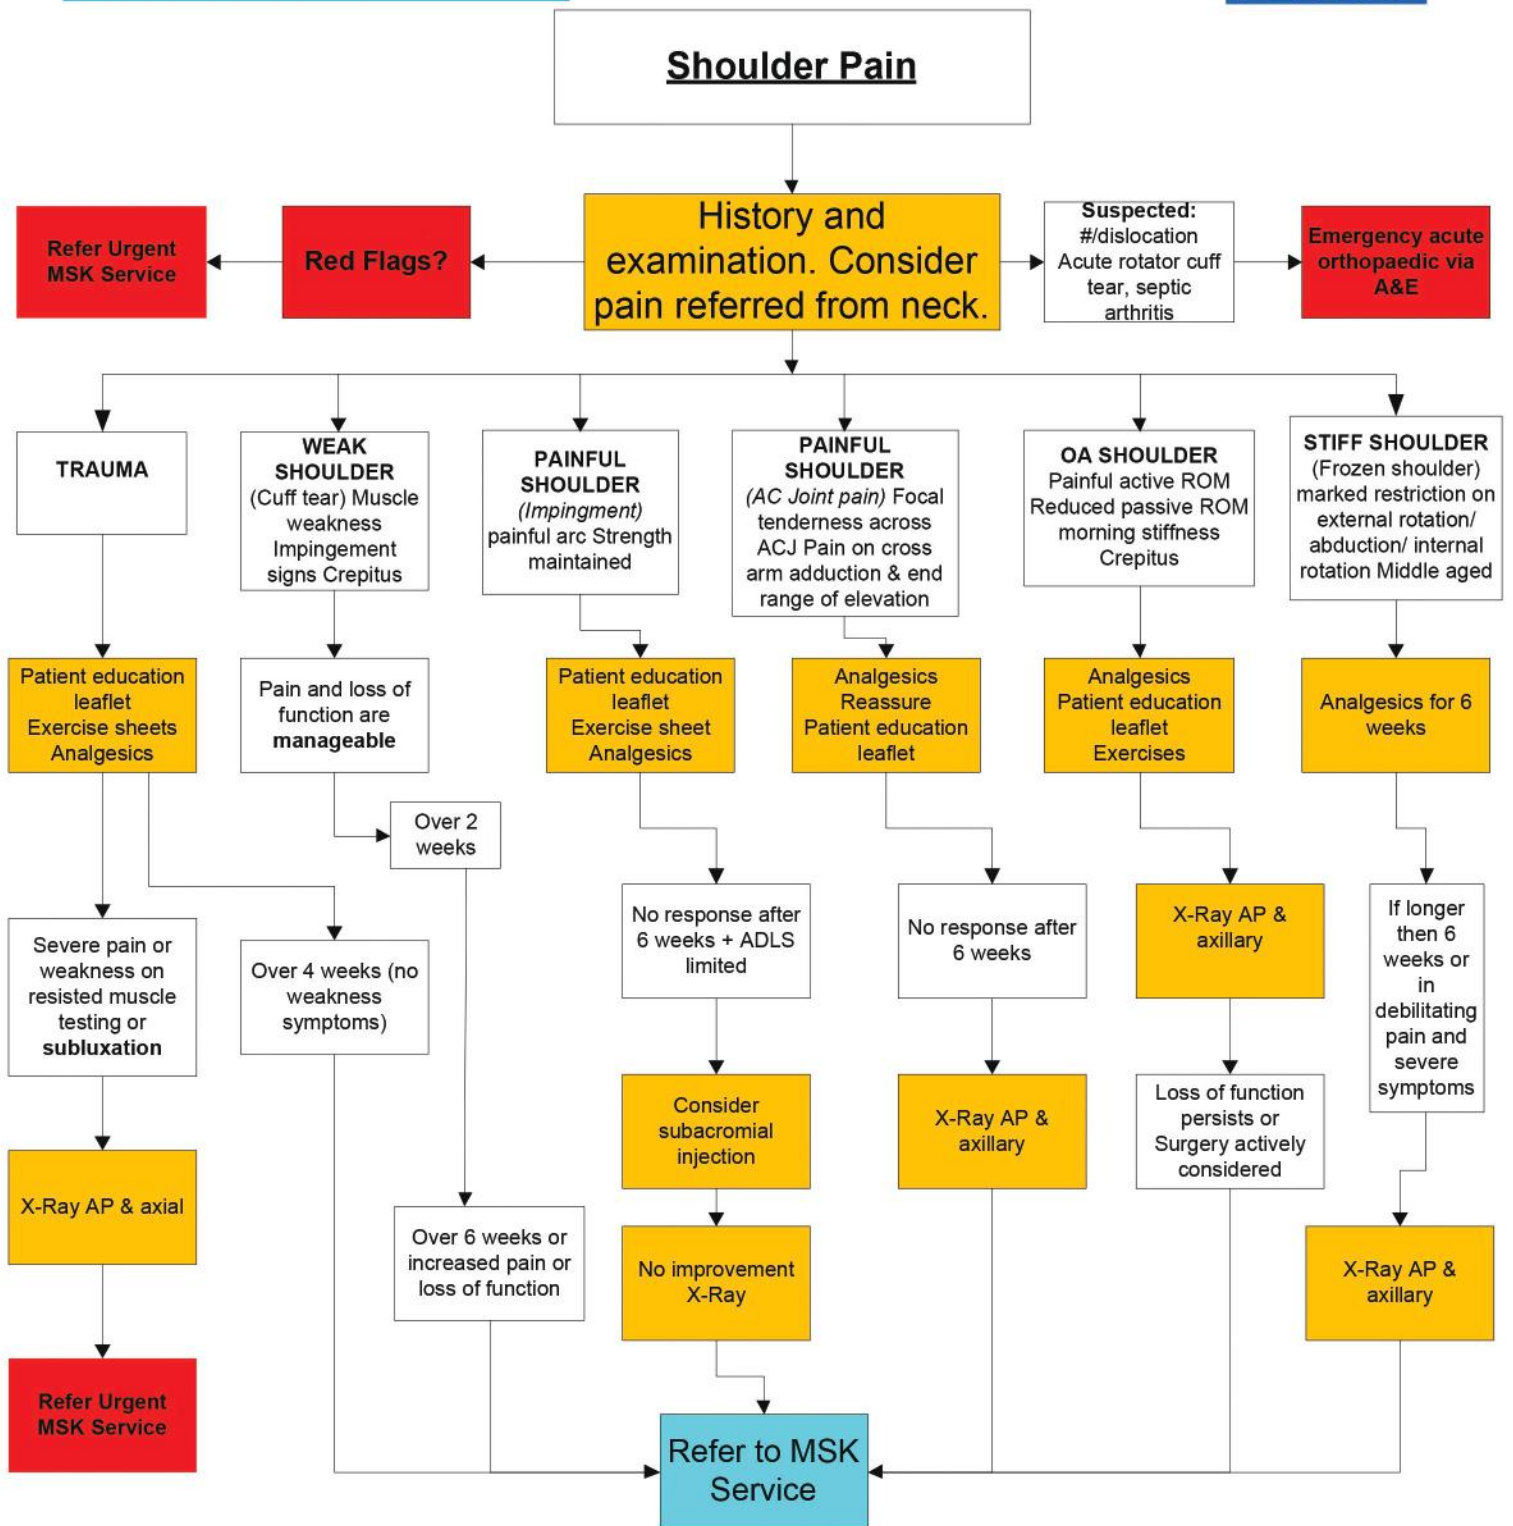 Shoulder Pain
History and
examination. Consider
pain referred from neck.
Red Flags?
Refer Urgent
MSK Service
Suspected:
#/dislocation
Acute rotator cuff
tear, septic
arthritis
Emergency acute
orthopaedic via
A&E
TRAUMA
WEAK
SHOULDER
(Cuff tear) Muscle
weakness
Impingement
signs Crepitus
PAINFUL
SHOULDER
(Impingment)
painful arc Strength
maintained
PAINFUL
SHOULDER
(AC Joint pain) Focal
tenderness across
ACJ Pain on cross
arm adduction & end
range of elevation
OA SHOULDER
Painful active ROM
Reduced passive ROM
morning stiffness
Crepitus
STIFF SHOULDER
(Frozen shoulder)
marked restriction on
external rotation/
abduction/ internal
rotation Middle aged
Patient education
leaflet
Exercise sheets
Analgesics
Pain and loss of
function are
manageable
Patient education
leaflet
Exercise sheet
Analgesics
Analgesics
Reassure
Patient education
leaflet
Analgesics
Patient education
leaflet
Exercises
Analgesics for 6
weeks
Over 2
weeks
Severe pain or
weakness on
resisted muscle
testing or
subluxation
Over 4 weeks (no
weakness
symptoms)
No response after
6 weeks + ADLS
limited
No response after
6 weeks
X-Ray AP &
axillary
If longer
then 6
weeks or
in
debilitating
pain and
severe
symptoms
Consider
subacromial
injection
X-Ray AP &
axillary
Loss of function
persists or
Surgery actively
considered
X-Ray AP & axial
Over 6 weeks or
increased pain or
loss of function
No improvement
X-Ray
X-Ray AP &
axillary
Refer Urgent
MSK Service
Refer to MSK
Service